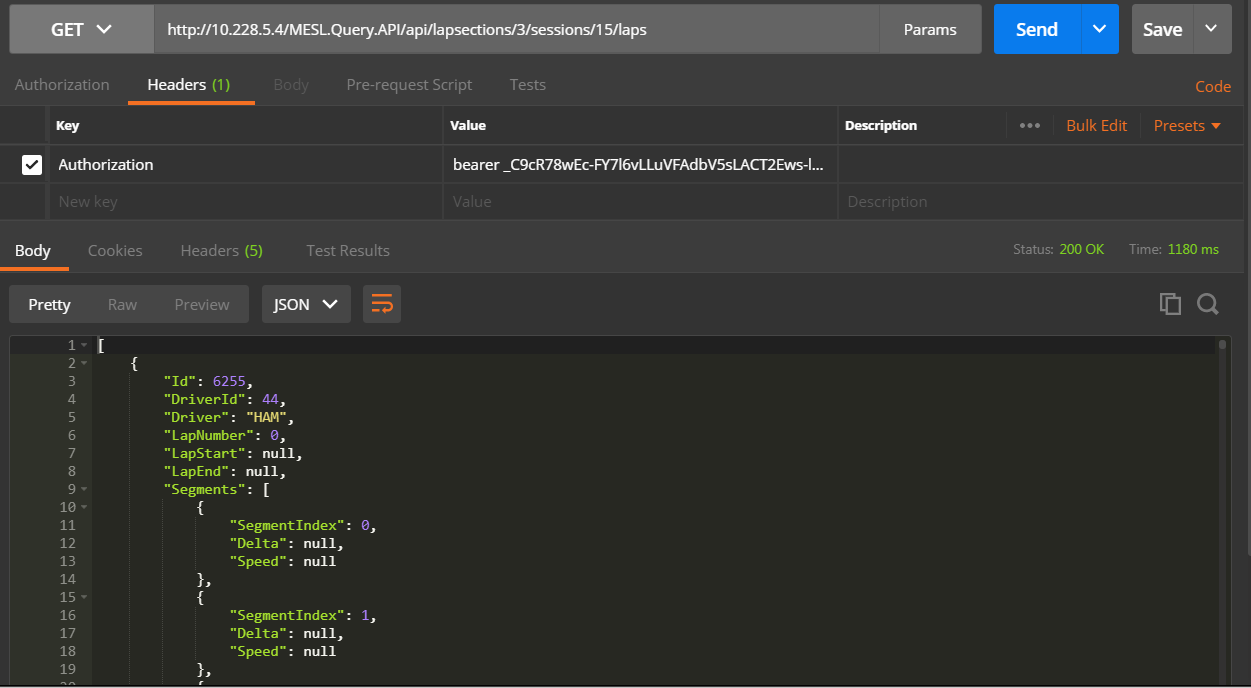 GET http://10.228.5.4/MESL.Query.API/api/lapsections/3/sessions/15/laps Params Send Save
Authorization Headers (1) Body Pre-request Script Tests Code
Key Value Description ••• Bulk Edit Presets
Authorization bearer _C9cR78wEc-FY7l6vLLuVFAdbV5sLACT2Ews-l...
New key Value Description
Body Cookies Headers (5) Test Results Status: 200 OK Time: 1180 ms
Pretty Raw Preview JSON
1 [
2 {
3 "Id": 6255,
4 "DriverId": 44,
5 "Driver": "HAM",
6 "LapNumber": 0,
7 "LapStart": null,
8 "LapEnd": null,
9 "Segments": [
10 {
11 "SegmentIndex": 0,
12 "Delta": null,
13 "Speed": null
14 },
15 {
16 "SegmentIndex": 1,
17 "Delta": null,
18 "Speed": null
19 },